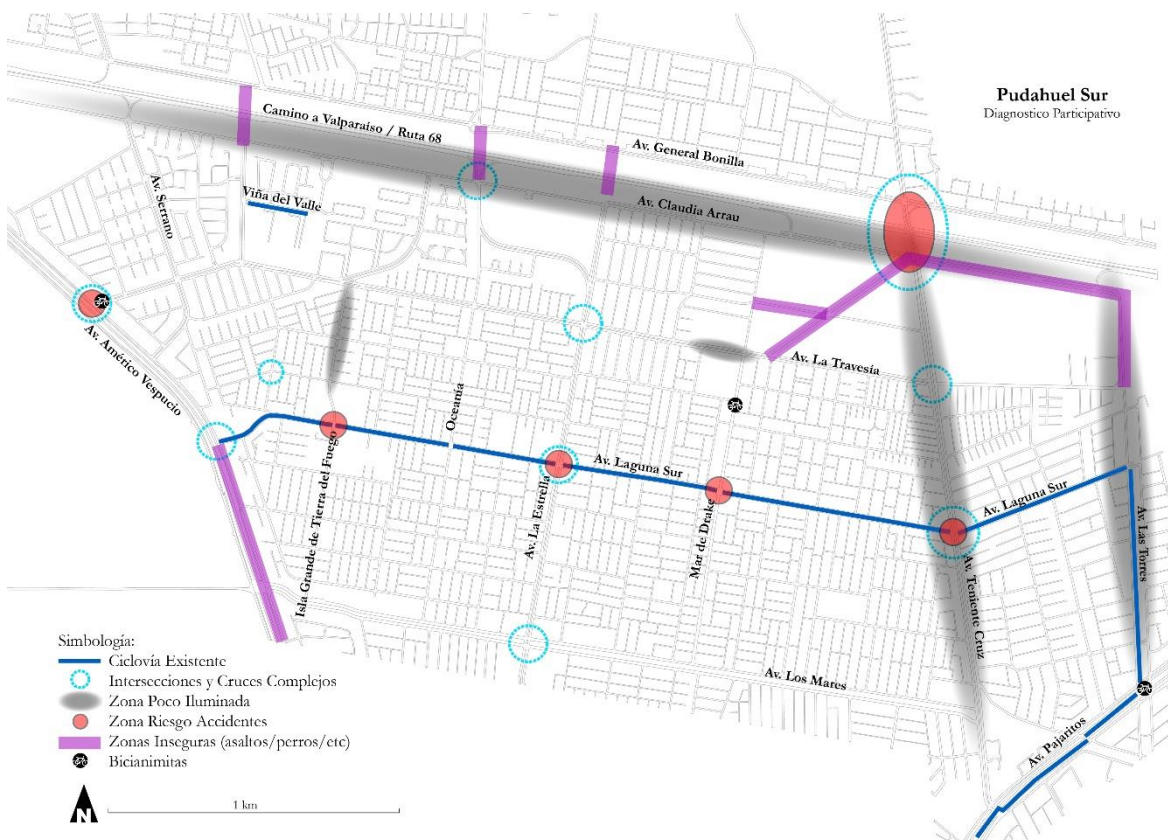 Pudahuel Sur
Diagnostico Participativo
Camino a Valparaíso / Ruta 68
Av. General Bonilla
Av. Serrano
Viña del Valle
Av. Claudia Arrau
Av. Américo Vespucio
Av. La Travesía
Isla Grande de Tierra del Fuego
Oceanía
Av. La Estrella
Av. Laguna Sur
Mar de Drake
Av. Laguna Sur
Av. Las Torres
Av. Teniente Cruz
Av. Los Mares
Av. Pajaritos
Simbología:
Ciclovía Existente
Intersecciones y Cruces Complejos
Zona Poco Iluminada
Zona Riesgo Accidentes
Zonas Inseguras (asaltos/perros/etc)
Bicianimitas
N
1 km